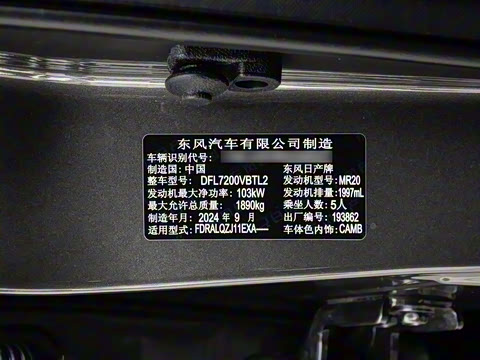 东风汽车有限公司制造
车辆识别代号：
制造国：中国 东风日产牌
整车型号：DFL7200VBTL2 发动机型号：MR20
发动机最大净功率：103kW 发动机排量：1997mL
最大允许总质量：1890kg 乘坐人数：5人
制造年月：2024年9月 出厂编号：193862
适用型式：FDRALQZJ11EXA— 车体色内饰：CAMB